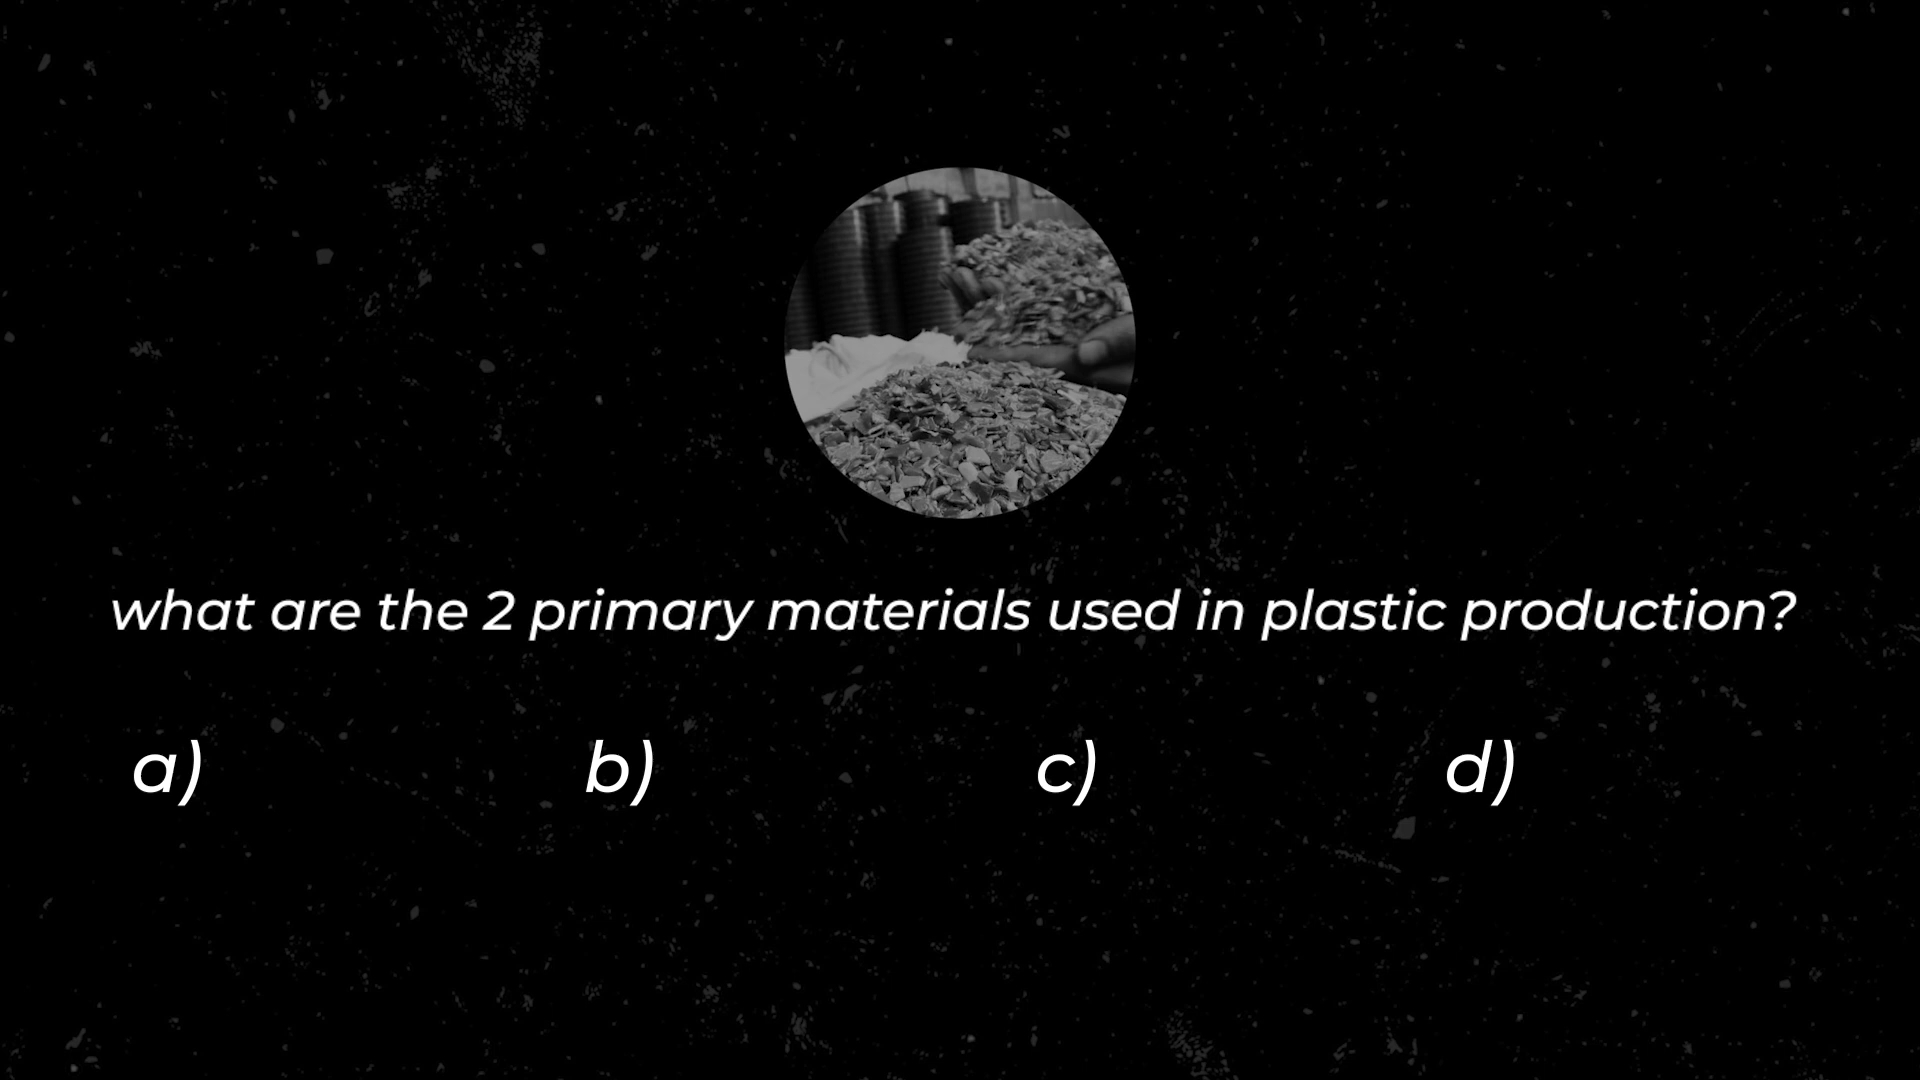 what are the 2 primary materials used in plastic production?
a) b) c) d)